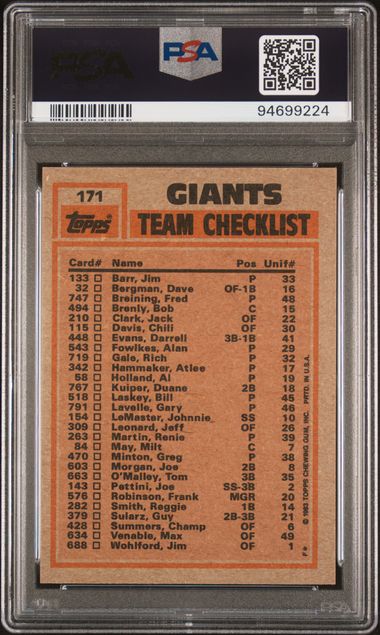 PSA
PSA
94699224
171
Topps
GIANTS
TEAM CHECKLIST
Card# Name Pos Unif#
133 Barr, Jim P 33
32 Bergman, Dave OF-1B 16
747 Breining, Fred P 48
494 Brenly, Bob C 15
210 Clark, Jack OF 22
115 Davis, Chili OF 30
448 Evans, Darrell 3B-1B 41
543 Fowlkes, Alan P 29
719 Gale, Rich P 32
342 Hammaker, Atlee P 17
58 Holland, Al P 19
767 Kuiper, Duane 2B 18
518 Laskey, Bill P 45
791 Lavelle, Gary P 46
154 LeMaster, Johnnie SS 10
309 Leonard, Jeff OF 26
263 Martin, Renie P 39
84 May, Milt C 7
470 Minton, Greg P 38
603 Morgan, Joe 2B 8
663 O'Malley, Tom 3B 35
143 Pettini, Joe SS-3B 2
576 Robinson, Frank MGR 20
282 Smith, Reggie 1B 14
379 Sularz, Guy 2B-3B 21
428 Summers, Champ OF 6
634 Venable, Max OF 49
688 Wohlford, Jim OF 1
F*
© 1983 TOPPS CHEWING GUM, INC. PRTD. IN U.S.A.